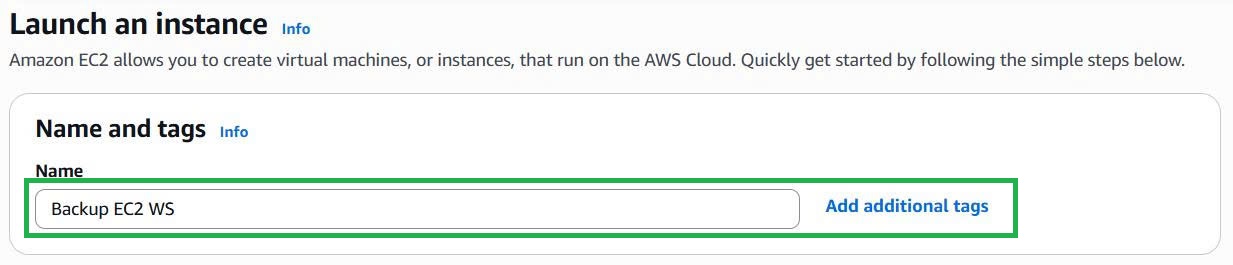 Launch an instance Info
Amazon EC2 allows you to create virtual machines, or instances, that run on the AWS Cloud. Quickly get started by following the simple steps below.
Name and tags Info
Name
Backup EC2 WS Add additional tags